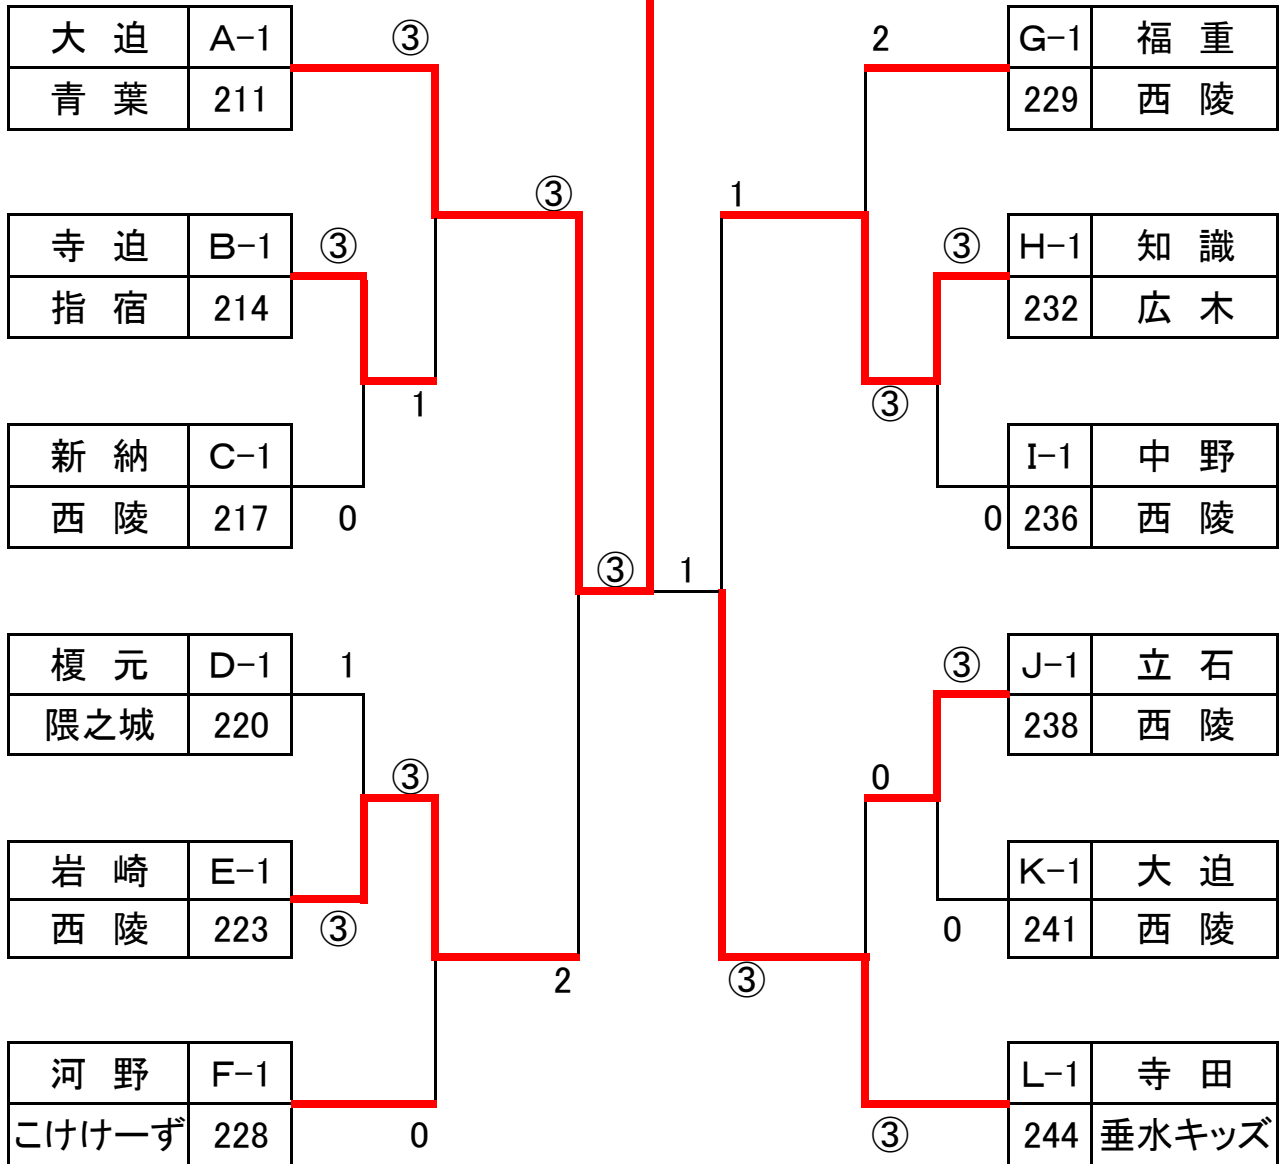 大 迫 A-1 ③ 2 G-1 福 重
青 葉 211 229 西 陵
③ 1
寺 迫 B-1 ③ ③ H-1 知 識
指 宿 214 232 広 木
1 ③
新 納 C-1 I-1 中 野
西 陵 217 0 0 236 西 陵
③ 1
榎 元 D-1 1 ③ J-1 立 石
隈之城 220 238 西 陵
③ 0
岩 崎 E-1 K-1 大 迫
西 陵 223 ③ 0 241 西 陵
2 ③
河 野 F-1 L-1 寺 田
こけけーず 228 0 ③ 244 垂水キッズ